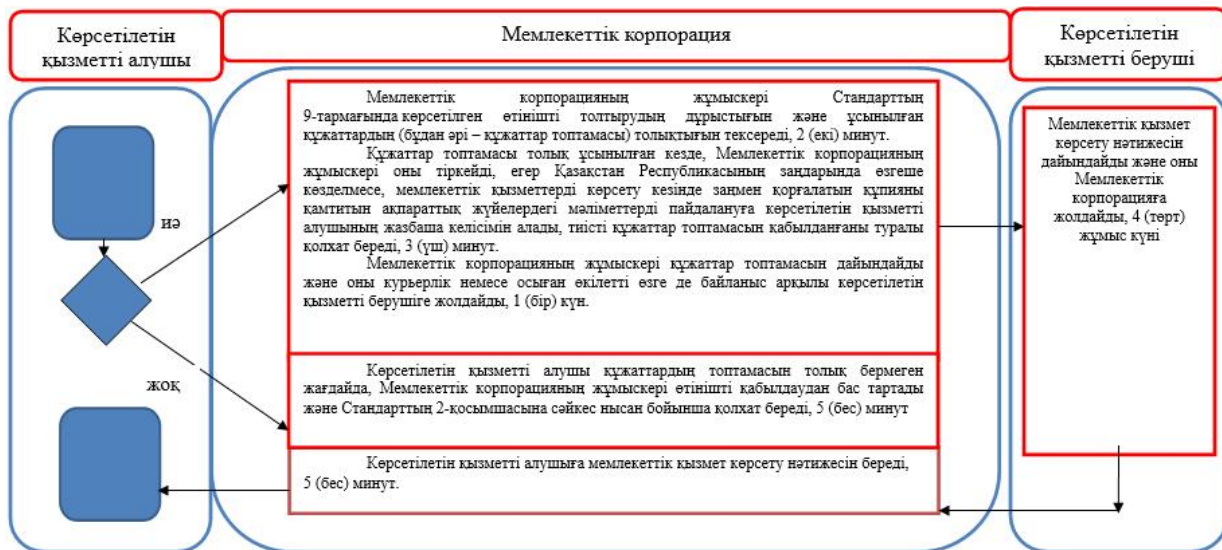 Көрсетілетін
қызметті алушы
Мемлекеттік корпорация
Көрсетілетін
қызметті беруші
иә
жоқ
Мемлекеттік корпорацияның жұмыскері Стандарттың
9-тармағында көрсетілген өтінішті толтырудың дұрыстығын және ұсынылған
құжаттардың (бұдан әрі – құжаттар топтамасы) толықтығын тексереді, 2 (екі) минут.
Құжаттар топтамасы толық ұсынылған кезде, Мемлекеттік корпорацияның
жұмыскері оны тіркейді, егер Қазақстан Республикасының заңдарында өзгеше
көзделмесе, мемлекеттік қызметтерді көрсету кезінде заңмен қорғалатын құпияны
қамтитын ақпараттық жүйелердегі мәліметтерді пайдалануға көрсетілетін қызметті
алушының жазбаша келісімін алады, тиісті құжаттар топтамасын қабылданғаны туралы
қолхат береді, 3 (үш) минут.
Мемлекеттік корпорацияның жұмыскері құжаттар топтамасын дайындайды
және оны курьерлік немесе осыған өкілетті өзге де байланыс арқылы көрсетілетін
қызметті берушіге жолдайды, 1 (бір) күн.
Көрсетілетін қызметті алушы құжаттардың топтамасын толық бермеген
жағдайда, Мемлекеттік корпорацияның жұмыскері өтінішті қабылдаудан бас тартады
және Стандарттың 2-қосымшасына сәйкес нысан бойынша қолхат береді, 5 (бес) минут
Көрсетілетін қызметті алушыға мемлекеттік қызмет көрсету нәтижесін береді,
5 (бес) минут.
Мемлекеттік қызмет
көрсету нәтижесін
дайындайды және оны
Мемлекеттік
корпорацияға
жолдайды, 4 (төрт)
жұмыс күні